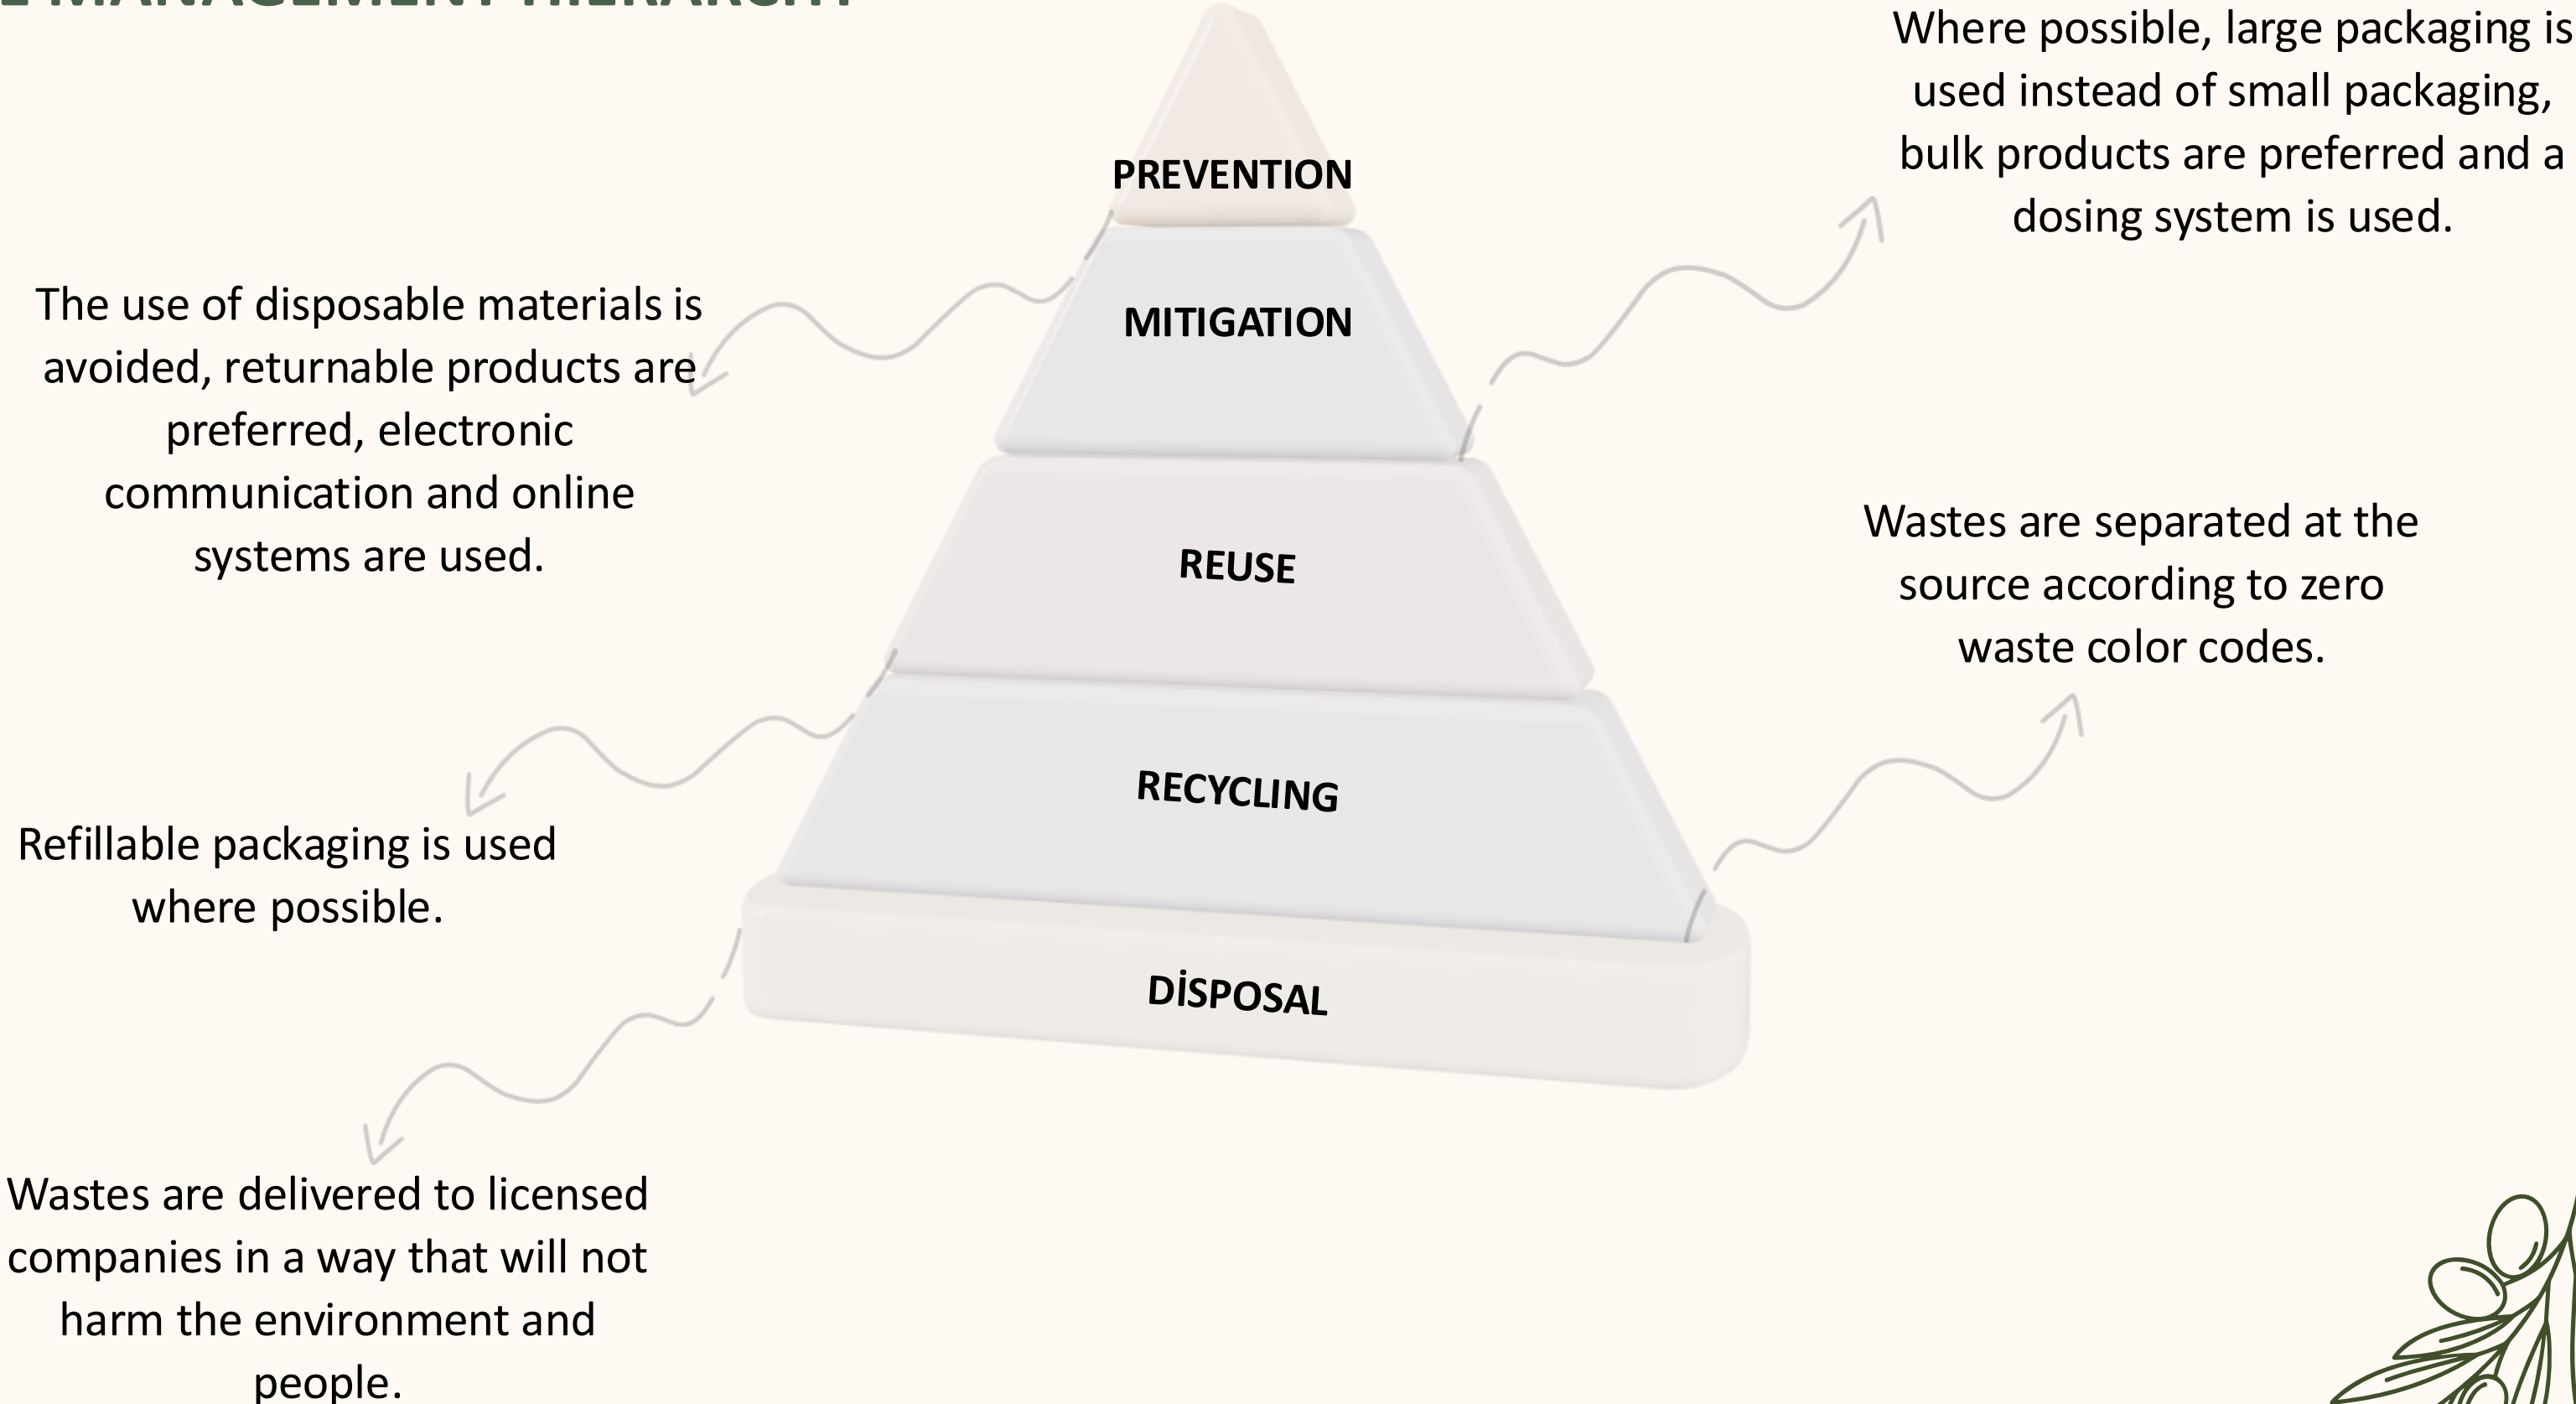 MANAGEMENT HIERARCHY
Where possible, large packaging is
used instead of small packaging,
bulk products are preferred and a
dosing system is used.
PREVENTION
MITIGATION
The use of disposable materials is
avoided, returnable products are
preferred, electronic
communication and online
systems are used.
REUSE
Wastes are separated at the
source according to zero
waste color codes.
RECYCLING
Refillable packaging is used
where possible.
DİSPOSAL
Wastes are delivered to licensed
companies in a way that will not
harm the environment and
people.